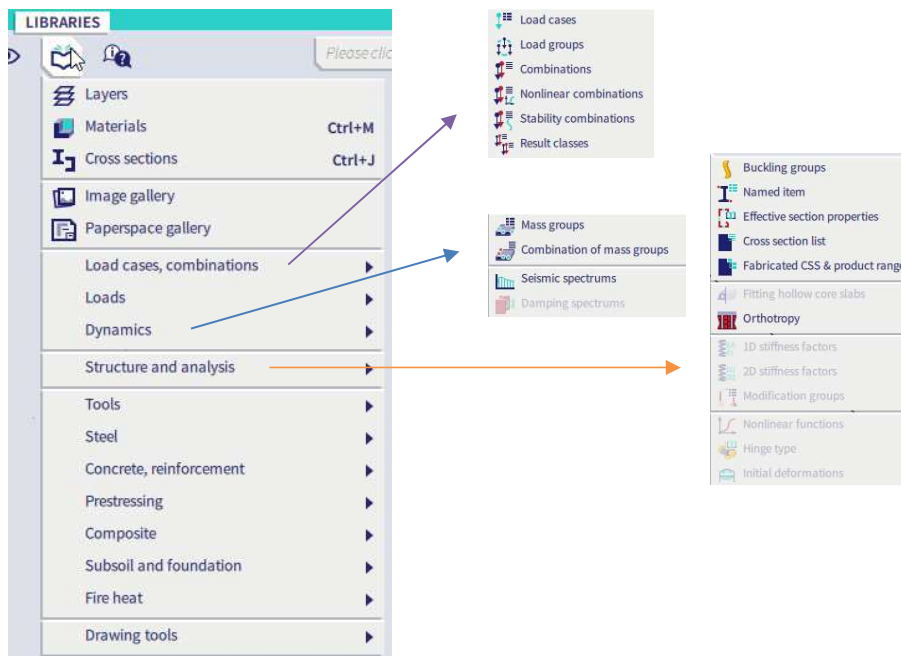 LIBRARIES
Please clic
Layers
Materials Ctrl+M
Cross sections Ctrl+J
Image gallery
Paperspace gallery
Load cases, combinations
Loads
Dynamics
Structure and analysis
Tools
Steel
Concrete, reinforcement
Prestressing
Composite
Subsoil and foundation
Fire heat
Drawing tools
Load cases
Load groups
Combinations
Nonlinear combinations
Stability combinations
Result classes
Mass groups
Combination of mass groups
Seismic spectrums
Damping spectrums
Buckling groups
Named item
Effective section properties
Cross section list
Fabricated CSS & product range
Fitting hollow core slabs
Orthotropy
1D stiffness factors
2D stiffness factors
Modification groups
Nonlinear functions
Hinge type
Initial deformations